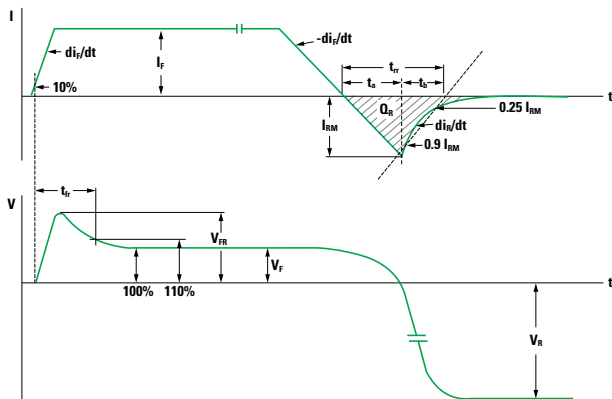 I
diF/dt
IF
-diF/dt
trr
ta
tb
10%
t
QR
0.25 IRM
IRM
diR/dt
0.9 IRM
tfr
V
VFR
VF
t
100%
110%
VR